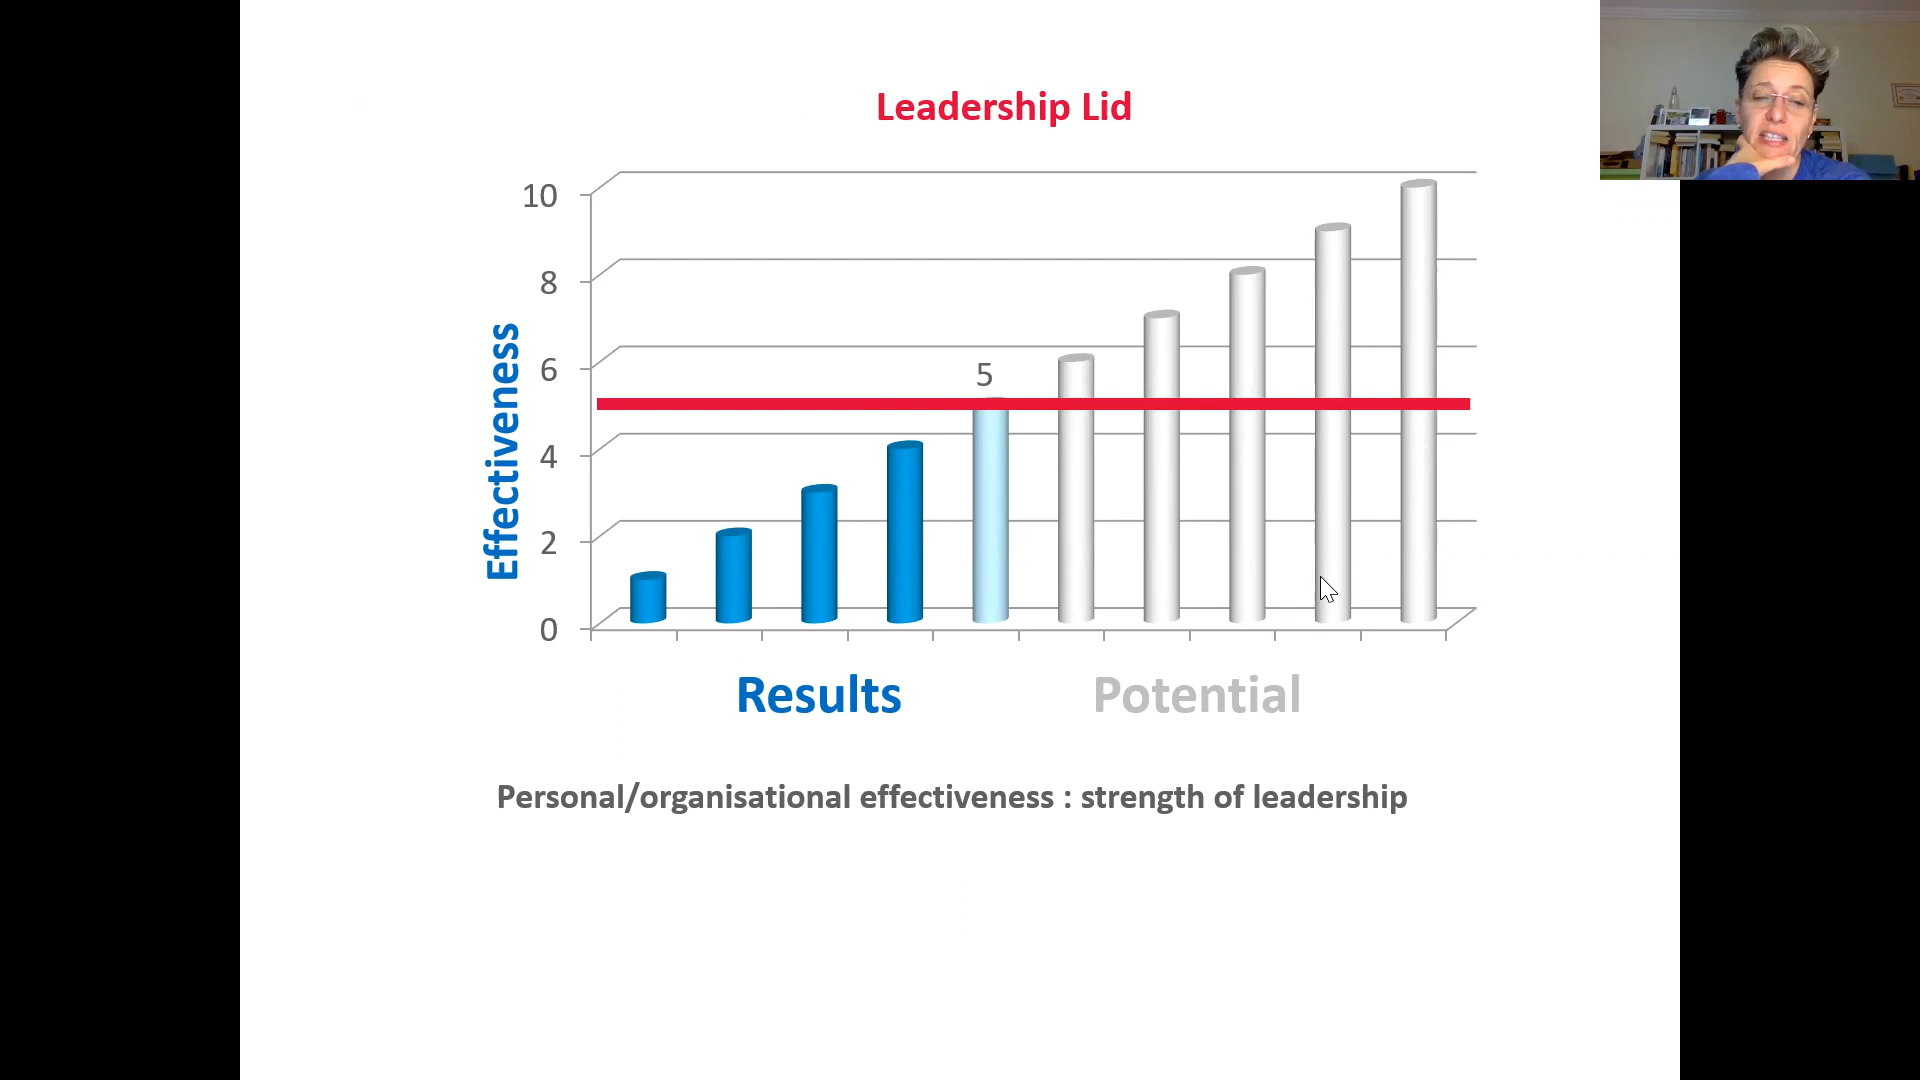 Leadership Lid
10
8
6
4
2
0
Effectiveness
5
Results
Potential
Personal/organisational effectiveness : strength of leadership